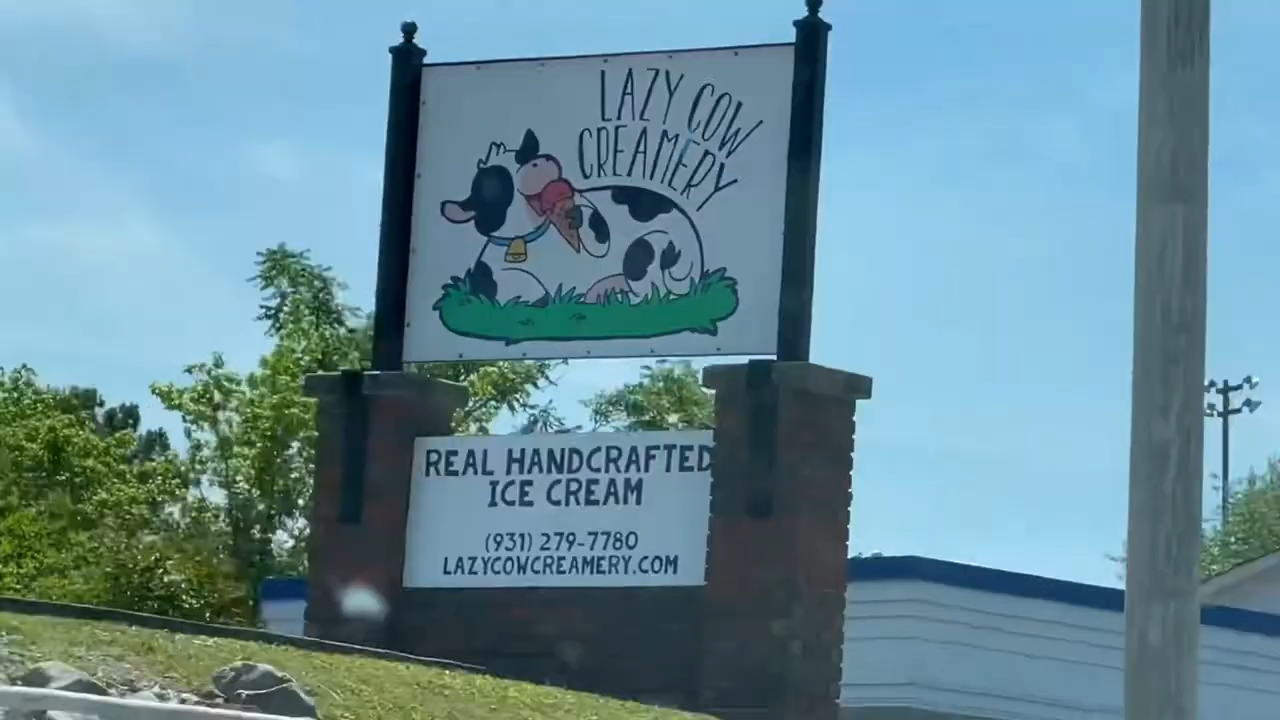 LAZY COW
CREAMERY
REAL HANDCRAFTED
ICE CREAM
(931) 279-7780
LAZYCOWCREAMERY.COM